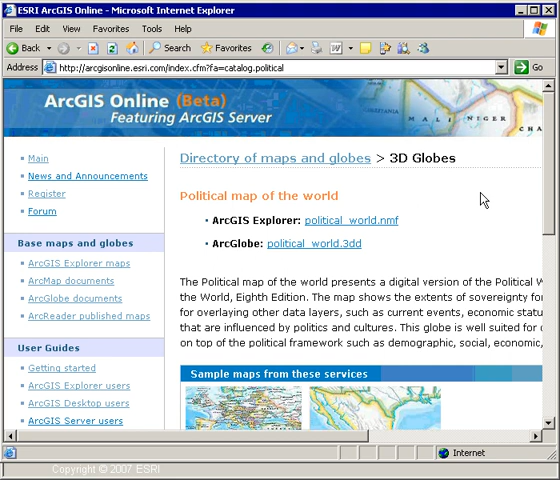 ESRI ArcGIS Online - Microsoft Internet Explorer
File Edit View Favorites Tools Help
Back Search Favorites
Address http://arcgisonline.esri.com/index.cfm?fa=catalog.political Go
ArcGIS Online (Beta)
Featuring ArcGIS Server
MALI NIGER CHA
Main
News and Announcements
Register
Forum
Base maps and globes
ArcGIS Explorer maps
ArcMap documents
ArcGlobe documents
ArcReader published maps
User Guides
Getting started
ArcGIS Explorer users
ArcGIS Desktop users
ArcGIS Server users
Directory of maps and globes > 3D Globes
Political map of the world
• ArcGIS Explorer: political_world.nmf
• ArcGlobe: political_world.3dd
The Political map of the world presents a digital version of the Political W
the World, Eighth Edition. The map shows the extents of sovereignty for
for overlaying other data layers, such as current events, economic statu
that are influenced by politics and cultures. This globe is well suited for
on top of the political framework such as demographic, social, economic,
Sample maps from these services
Internet
Copyright © 2007 ESRI